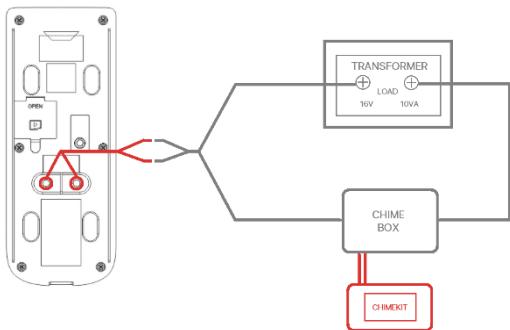 OPEN
TRANSFORMER
LOAD
16V 10VA
CHIME
BOX
CHIMEKIT